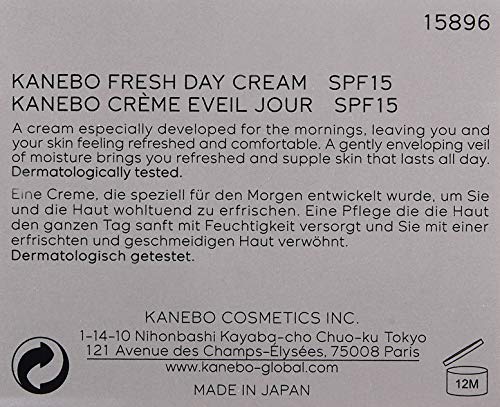 15896
KANEBO FRESH DAY CREAM SPF15
KANEBO CRÈME EVEIL JOUR SPF15
A cream especially developed for the mornings, leaving you and
your skin feeling refreshed and comfortable. A gently enveloping veil
of moisture brings you refreshed and supple skin that lasts all day.
Dermatologically tested.
Eine Creme, die speziell für den Morgen entwickelt wurde, um Sie
und die Haut wohltuend zu erfrischen. Eine Pflege die die Haut
den ganzen Tag sanft mit Feuchtigkeit versorgt und Sie mit einer
erfrischten und geschmeidigen Haut verwöhnt.
Dermatologisch getestet.
KANEBO COSMETICS INC.
1-14-10 Nihonbashi Kayaba-cho Chuo-ku Tokyo
121 Avenue des Champs-Élysées, 75008 Paris
www.kanebo-global.com
MADE IN JAPAN
12M